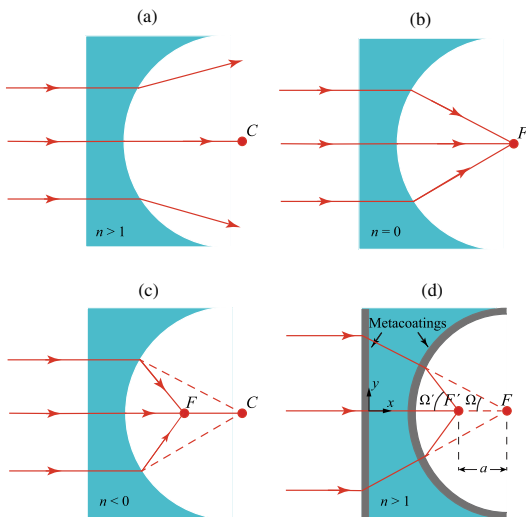 (a)
C
n > 1
(b)
F
n = 0
(c)
F
C
n < 0
(d)
Metacoatings
y
x
Ω′ F′ Ω F
a
n > 1